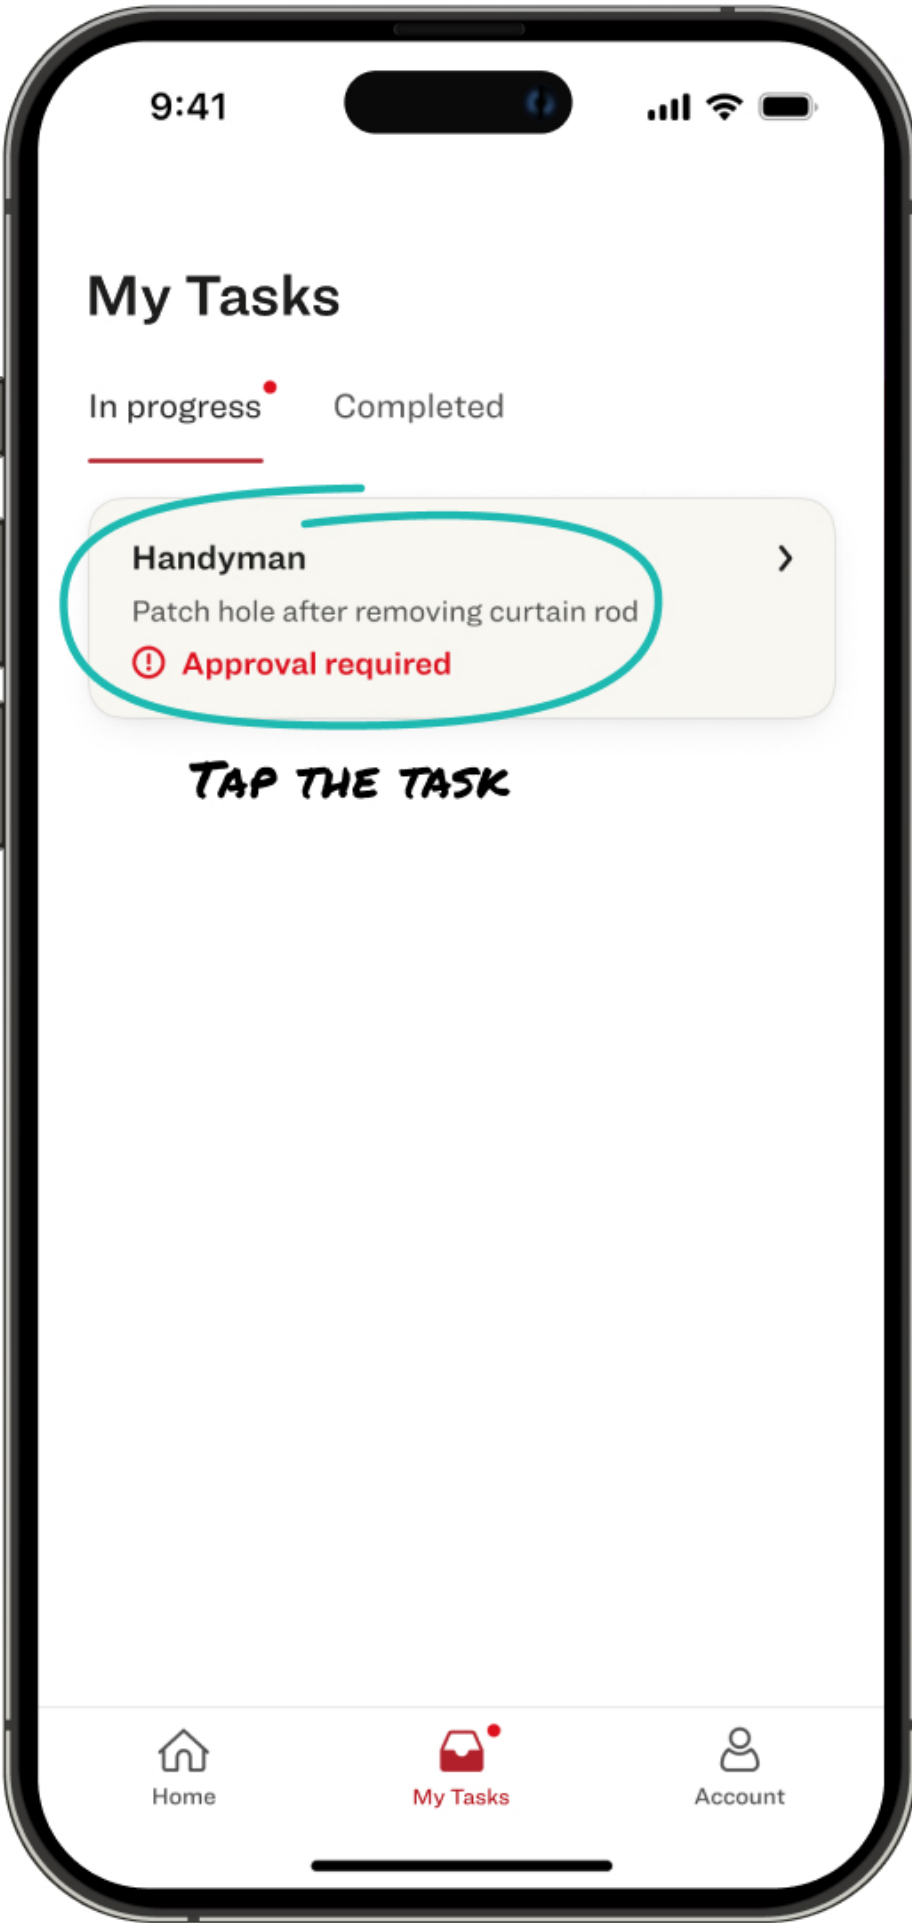 9:41
My Tasks
In progress Completed
Handyman
Patch hole after removing curtain rod
Approval required
TAP THE TASK
Home My Tasks Account